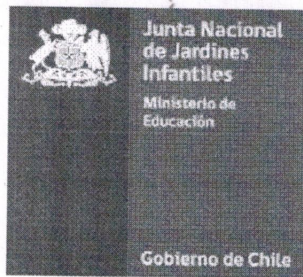 Junta Nacional
de Jardines
Infantiles
Ministerio de
Educación
Gobierno de Chile